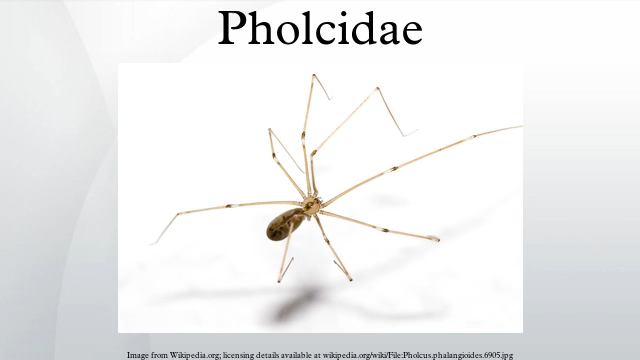 Pholcidae
Image from Wikipedia.org; licensing details available at wikipedia.org/wiki/File:Pholcus.phalangioides.6905.jpg